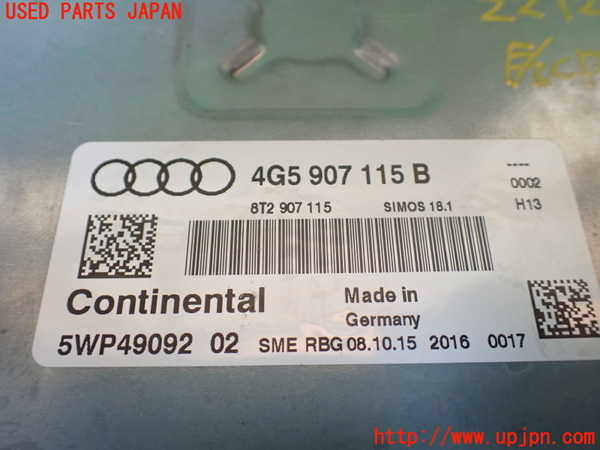 USED PARTS JAPAN
4G5 907 115 B
----
0002
8T2 907 115 SIMOS 18.1 H13
Continental
Made in
Germany
5WP49092 02 SME RBG 08.10.15 2016 0017
http://www.upjpn.com/